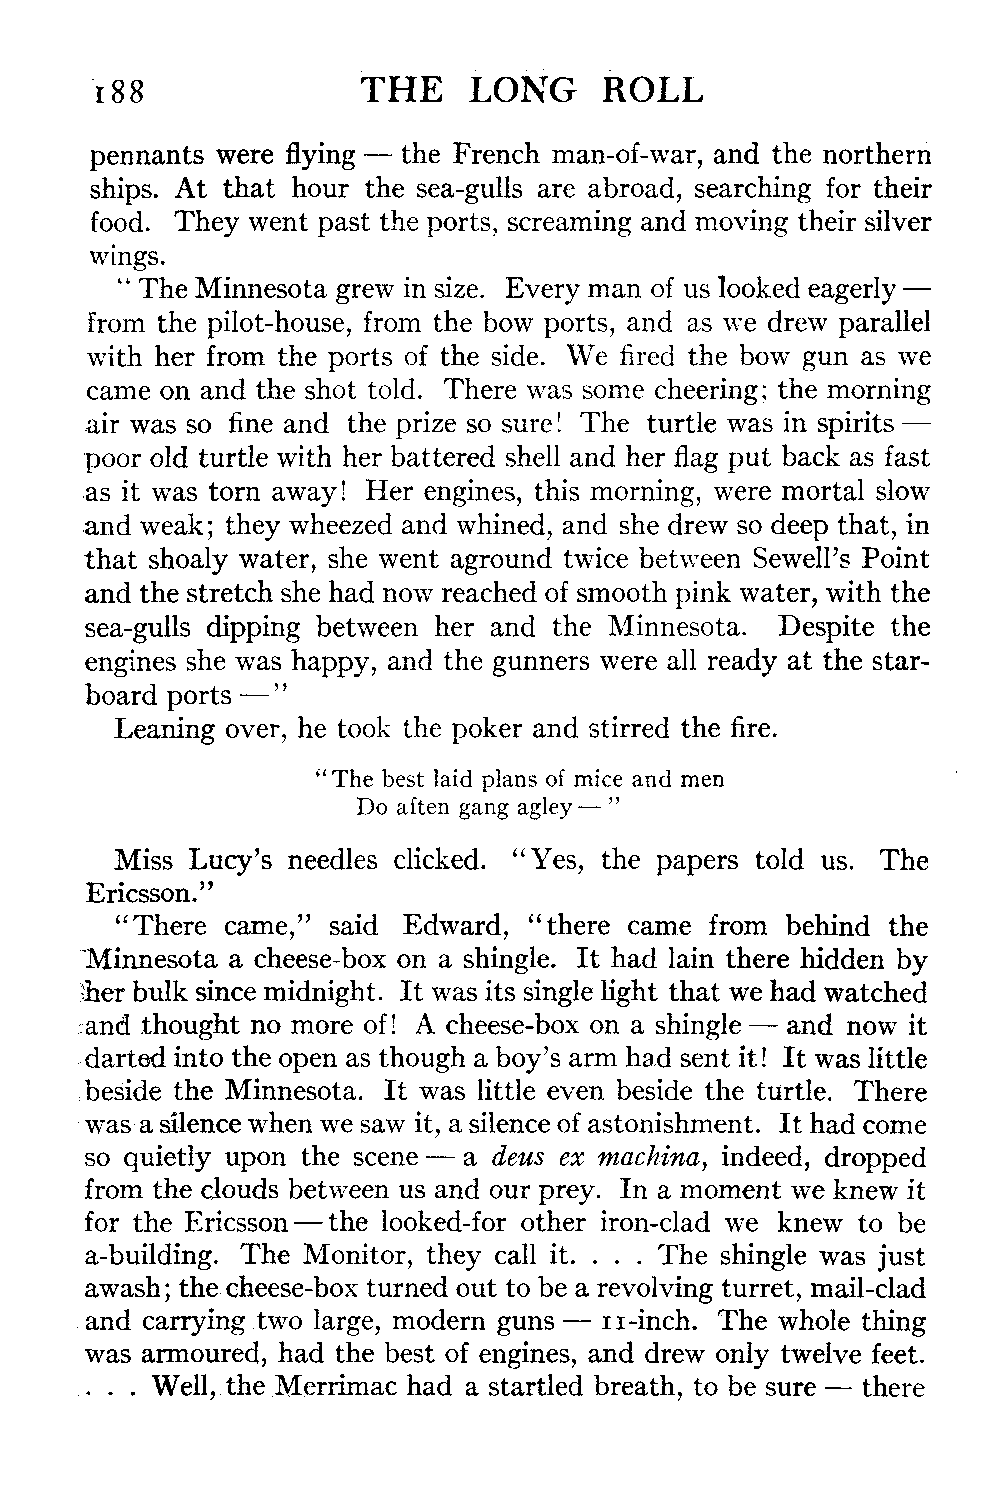 188 THE LONG ROLL
pennants were flying — the French man-of-war, and the northern
ships. At that hour the sea-gulls are abroad, searching for their
food. They went past the ports, screaming and moving their silver
wings.
"The Minnesota grew in size. Every man of us looked eagerly —
from the pilot-house, from the bow ports, and as we drew parallel
with her from the ports of the side. We fired the bow gun as we
came on and the shot told. There was some cheering; the morning
air was so fine and the prize so sure! The turtle was in spirits —
poor old turtle with her battered shell and her flag put back as fast
as it was torn away! Her engines, this morning, were mortal slow
and weak; they wheezed and whined, and she drew so deep that, in
that shoaly water, she went aground twice between Sewell's Point
and the stretch she had now reached of smooth pink water, with the
sea-gulls dipping between her and the Minnesota. Despite the
engines she was happy, and the gunners were all ready at the star-
board ports —"
Leaning over, he took the poker and stirred the fire.
"The best laid plans of mice and men
Do aften gang agley — "
Miss Lucy's needles clicked. "Yes, the papers told us. The
Ericsson."
"There came," said Edward, "there came from behind the
Minnesota a cheese-box on a shingle. It had lain there hidden by
her bulk since midnight. It was its single light that we had watched
and thought no more of! A cheese-box on a shingle — and now it
darted into the open as though a boy's arm had sent it! It was little
beside the Minnesota. It was little even beside the turtle. There
was a silence when we saw it, a silence of astonishment. It had come
so quietly upon the scene — a deus ex machina, indeed, dropped
from the clouds between us and our prey. In a moment we knew it
for the Ericsson — the looked-for other iron-clad we knew to be
a-building. The Monitor, they call it. . . . The shingle was just
awash; the cheese-box turned out to be a revolving turret, mail-clad
and carrying two large, modern guns — 11-inch. The whole thing
was armoured, had the best of engines, and drew only twelve feet.
. . . Well, the Merrimac had a startled breath, to be sure — there